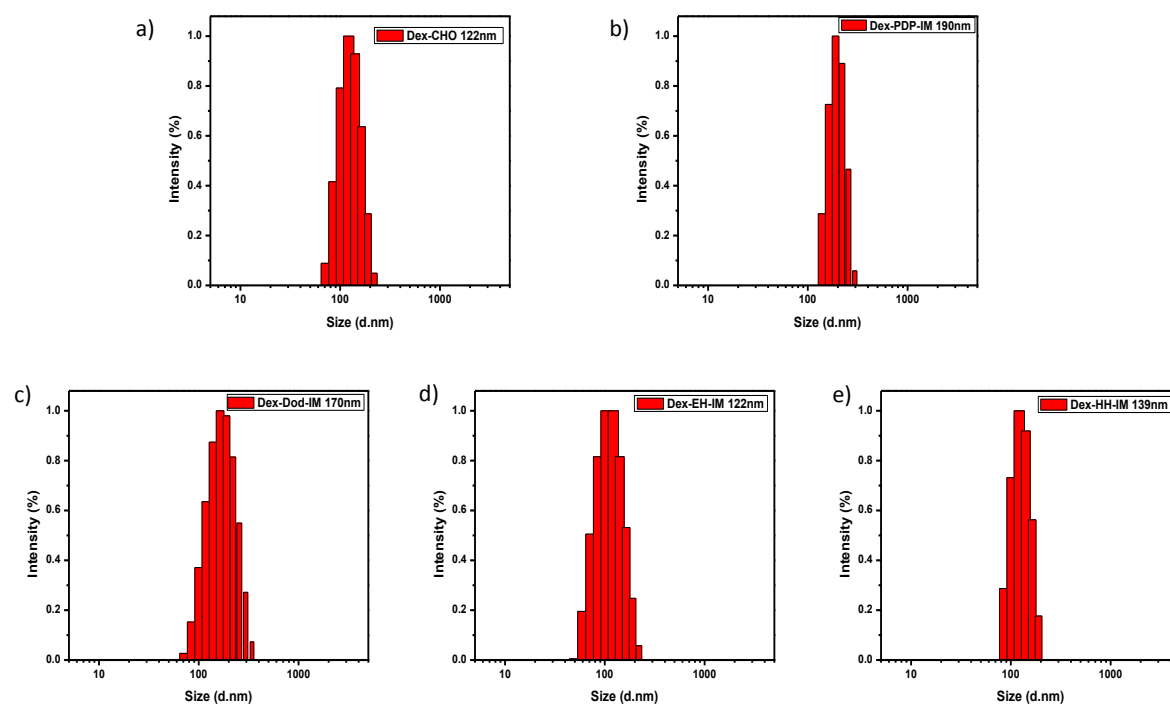 a)
Dex-CHO 122nm
1.0
0.8
0.6
0.4
0.2
0.0
Intensity (%)
10
100
1000
Size (d.nm)
b)
Dex-PDP-IM 190nm
1.0
0.8
0.6
0.4
0.2
0.0
Intensity (%)
10
100
1000
Size (d.nm)
c)
Dex-Dod-IM 170nm
1.0
0.8
0.6
0.4
0.2
0.0
Intensity (%)
10
100
1000
Size (d.nm)
d)
Dex-EH-IM 122nm
1.0
0.8
0.6
0.4
0.2
0.0
Intensity (%)
10
100
1000
Size (d.nm)
e)
Dex-HH-IM 139nm
1.0
0.8
0.6
0.4
0.2
0.0
Intensity (%)
10
100
1000
Size (d.nm)